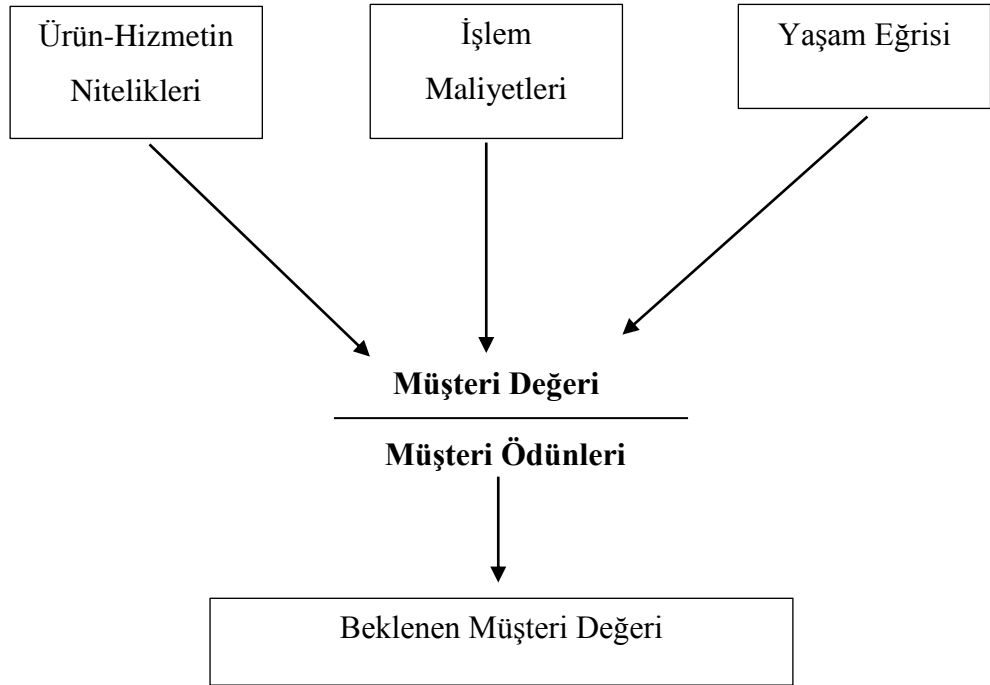 Ürün-Hizmetin
Nitelikleri
İşlem
Maliyetleri
Yaşam Eğrisi
Müşteri Değeri
Müşteri Ödünleri
Beklenen Müşteri Değeri